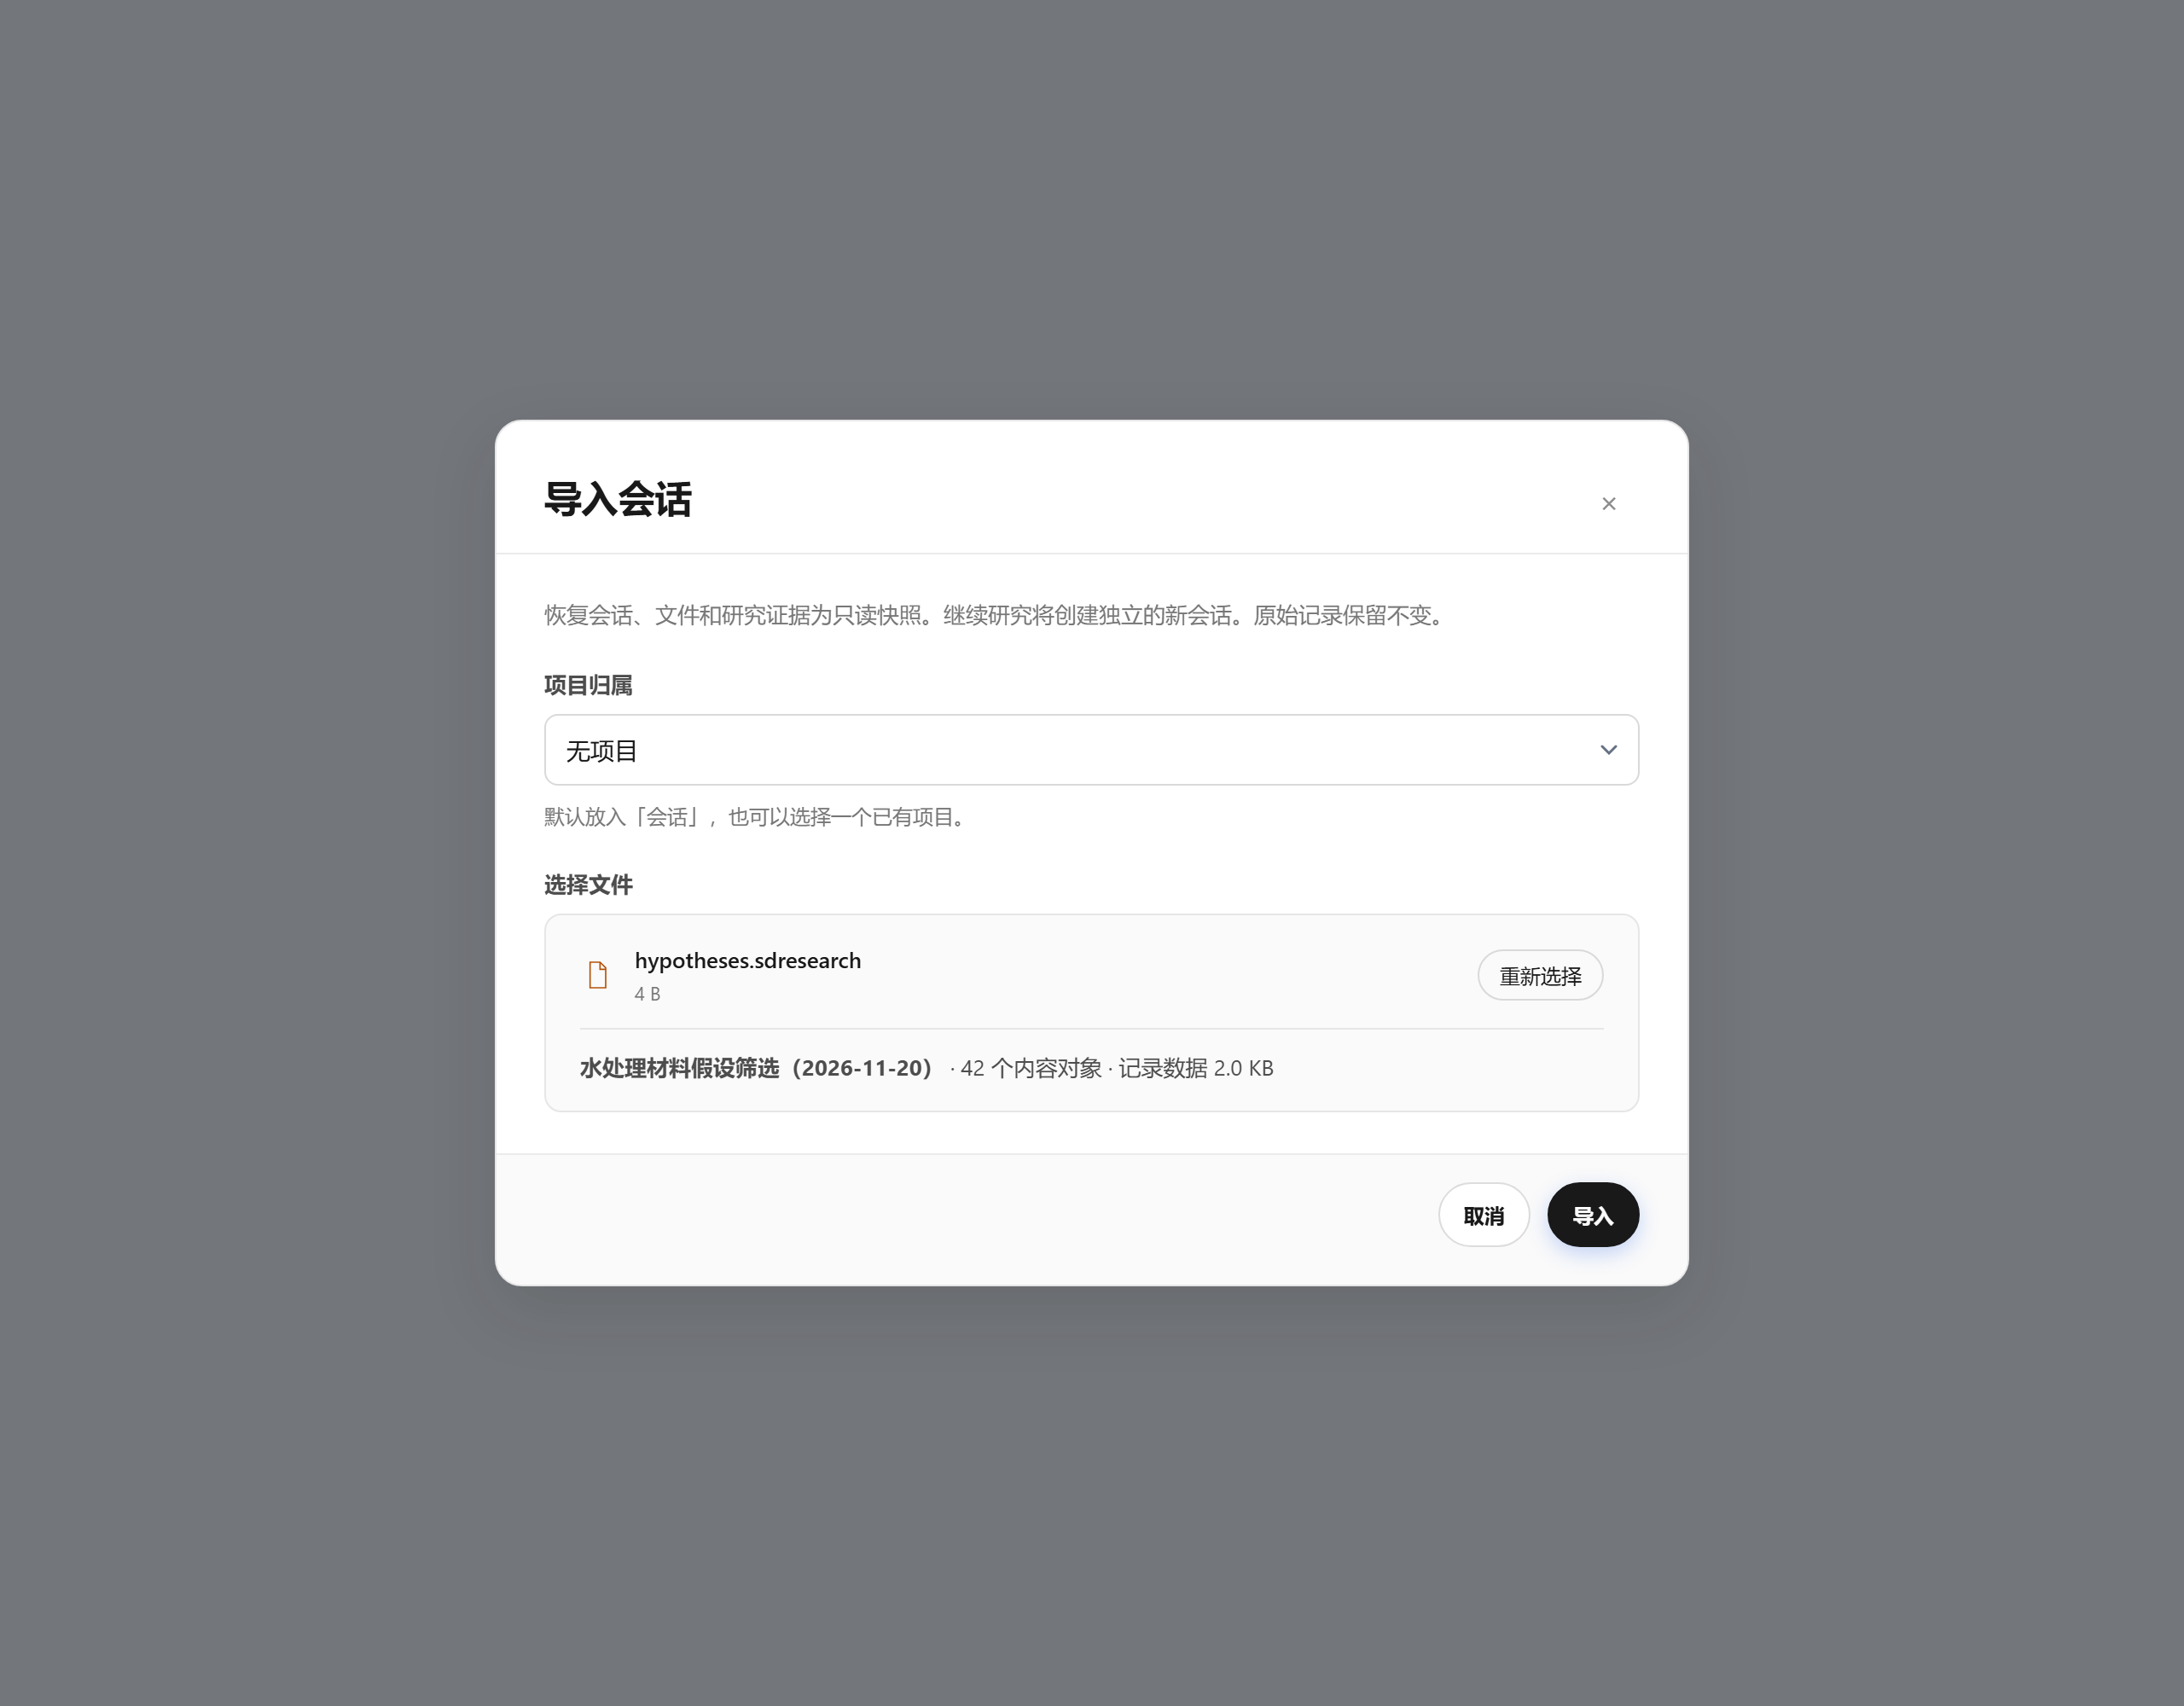 导入会话
×
恢复会话、文件和研究证据为只读快照。继续研究将创建独立的新会话。原始记录保留不变。
项目归属
无项目
默认放入「会话」，也可以选择一个已有项目。
选择文件
hypotheses.sdresearch
4 B
重新选择
水处理材料假设筛选（2026-11-20） · 42 个内容对象 · 记录数据 2.0 KB
取消
导入